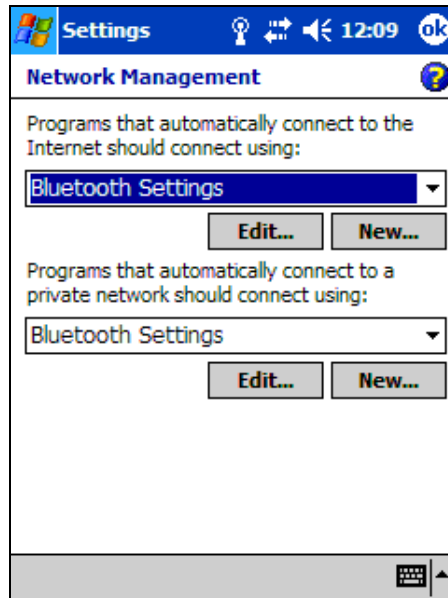 Settings 12:09 ok
Network Management ?
Programs that automatically connect to the
Internet should connect using:
Bluetooth Settings
Edit... New...
Programs that automatically connect to a
private network should connect using:
Bluetooth Settings
Edit... New...